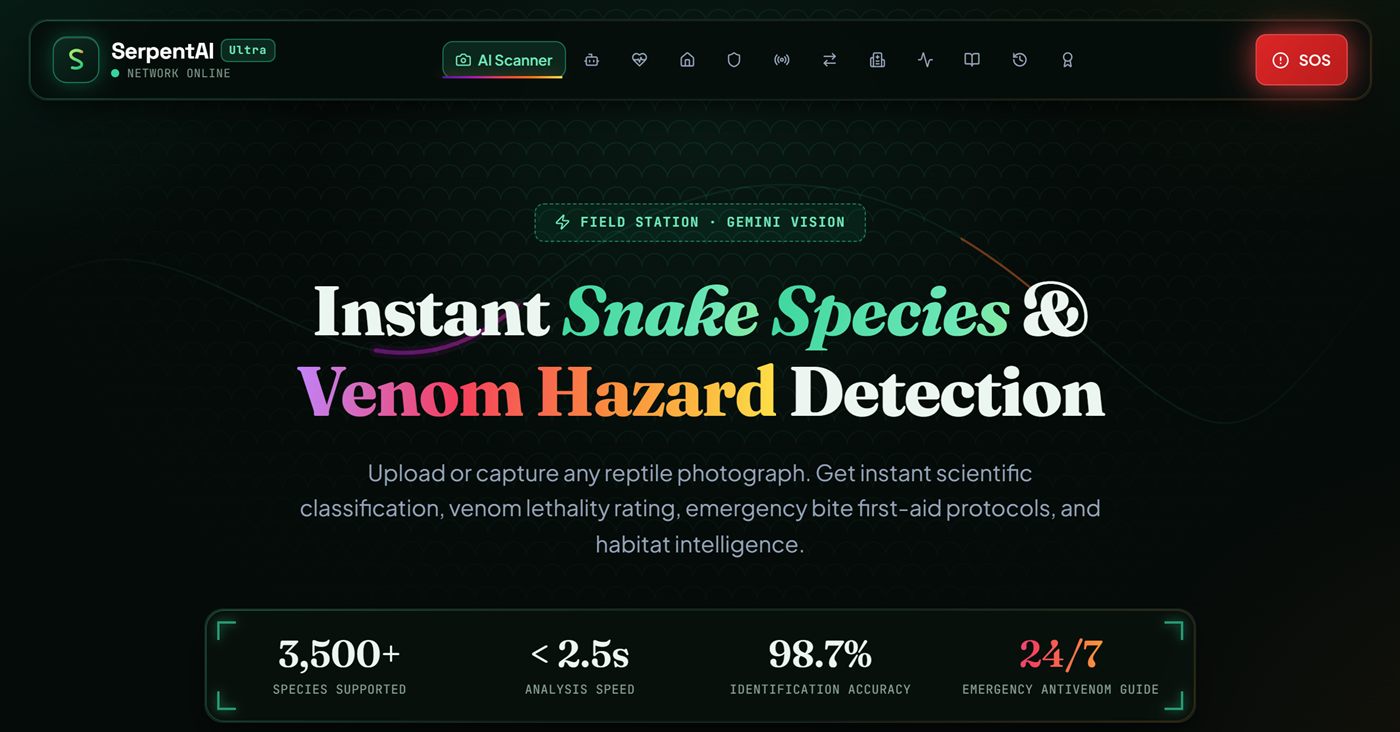 S
SerpentAI Ultra
NETWORK ONLINE
AI Scanner
SOS
FIELD STATION · GEMINI VISION
Instant Snake Species &
Venom Hazard Detection
Upload or capture any reptile photograph. Get instant scientific
classification, venom lethality rating, emergency bite first-aid protocols, and
habitat intelligence.
3,500+ < 2.5s 98.7% 24/7
SPECIES SUPPORTED ANALYSIS SPEED IDENTIFICATION ACCURACY EMERGENCY ANTIVENOM GUIDE